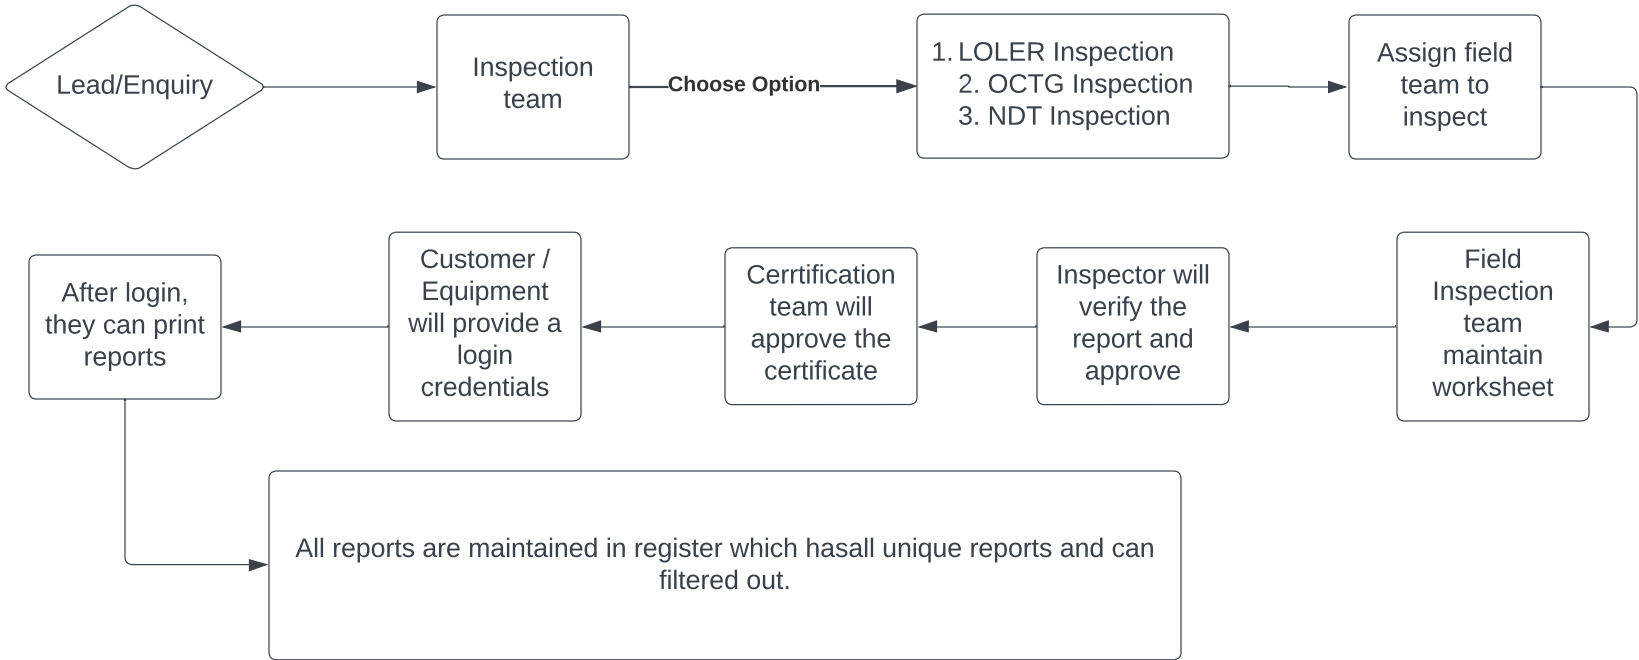 Lead/Enquiry
Inspection
team
Choose Option
1. LOLER Inspection
2. OCTG Inspection
3. NDT Inspection
Assign field
team to
inspect
Field
Inspection
team
maintain
worksheet
Inspector will
verify the
report and
approve
Cerrtification
team will
approve the
certificate
Customer /
Equipment
will provide a
login
credentials
After login,
they can print
reports
All reports are maintained in register which hasall unique reports and can
filtered out.